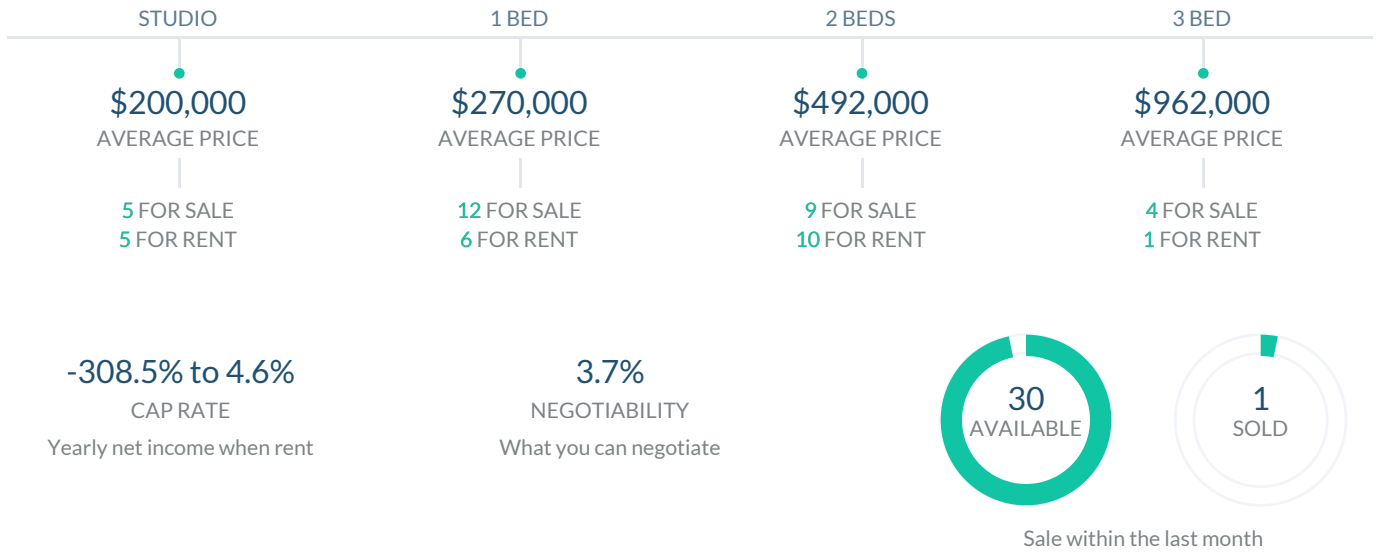 STUDIO
1 BED
2 BEDS
3 BED
$200,000
$270,000
$492,000
$962,000
AVERAGE PRICE
AVERAGE PRICE
AVERAGE PRICE
AVERAGE PRICE
5 FOR SALE
5 FOR RENT
12 FOR SALE
6 FOR RENT
9 FOR SALE
10 FOR RENT
4 FOR SALE
1 FOR RENT
-308.5% to 4.6%
CAP RATE
Yearly net income when rent
3.7%
NEGOTIABILITY
What you can negotiate
30
AVAILABLE
1
SOLD
Sale within the last month